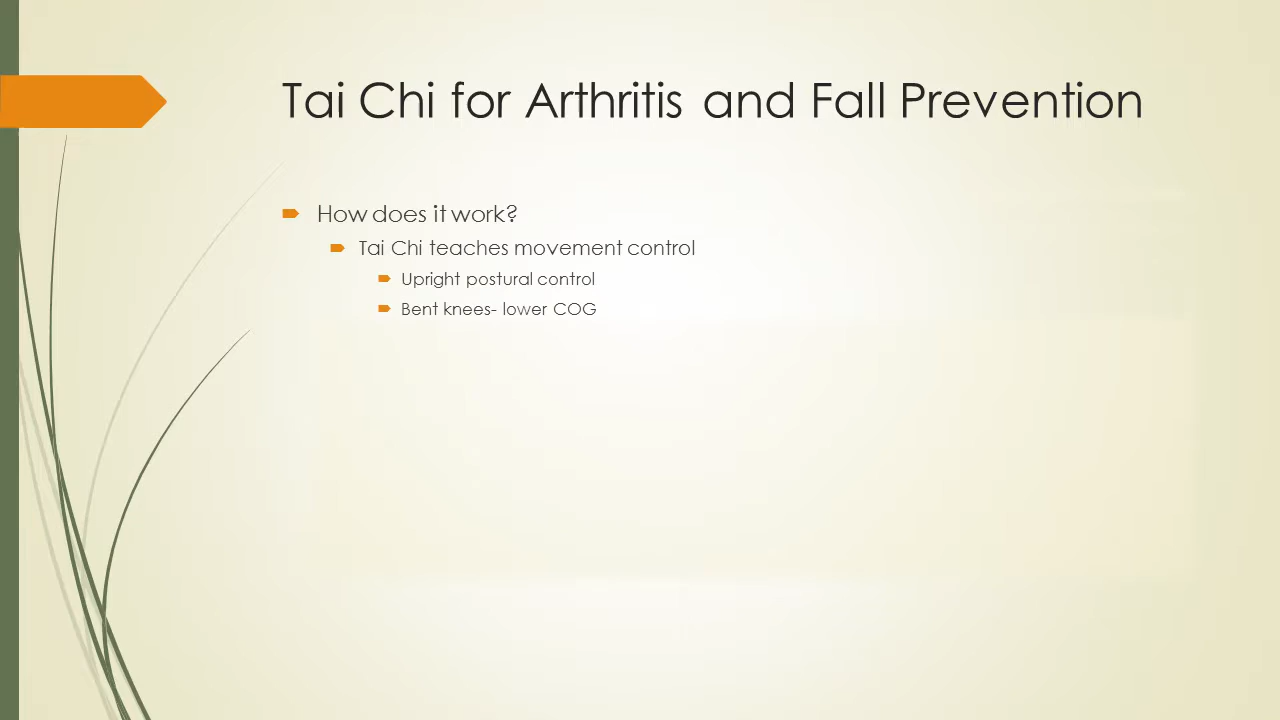 Tai Chi for Arthritis and Fall Prevention
How does it work?
Tai Chi teaches movement control
Upright postural control
Bent knees- lower COG